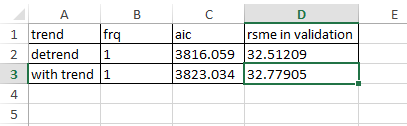 A B C D E
1 trend frq aic rsme in validation
2 detrend 1 3816.059 32.51209
3 with trend 1 3823.034 32.77905
4
5